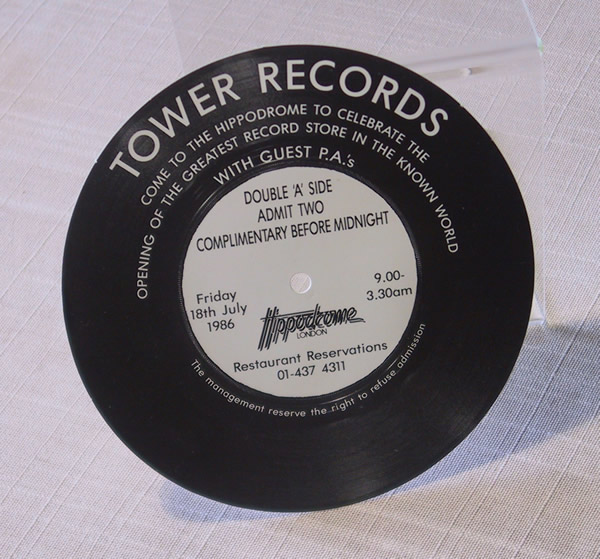 TOWER RECORDS
COME TO THE HIPPODROME TO CELEBRATE THE
OPENING OF THE GREATEST RECORD STORE IN THE KNOWN WORLD
WITH GUEST P.A.'s
DOUBLE 'A' SIDE
ADMIT TWO
COMPLIMENTARY BEFORE MIDNIGHT
Friday
18th July
1986
9.00-
3.30am
Hippodrome
LONDON
Restaurant Reservations
01-437 4311
The management reserve the right to refuse admission